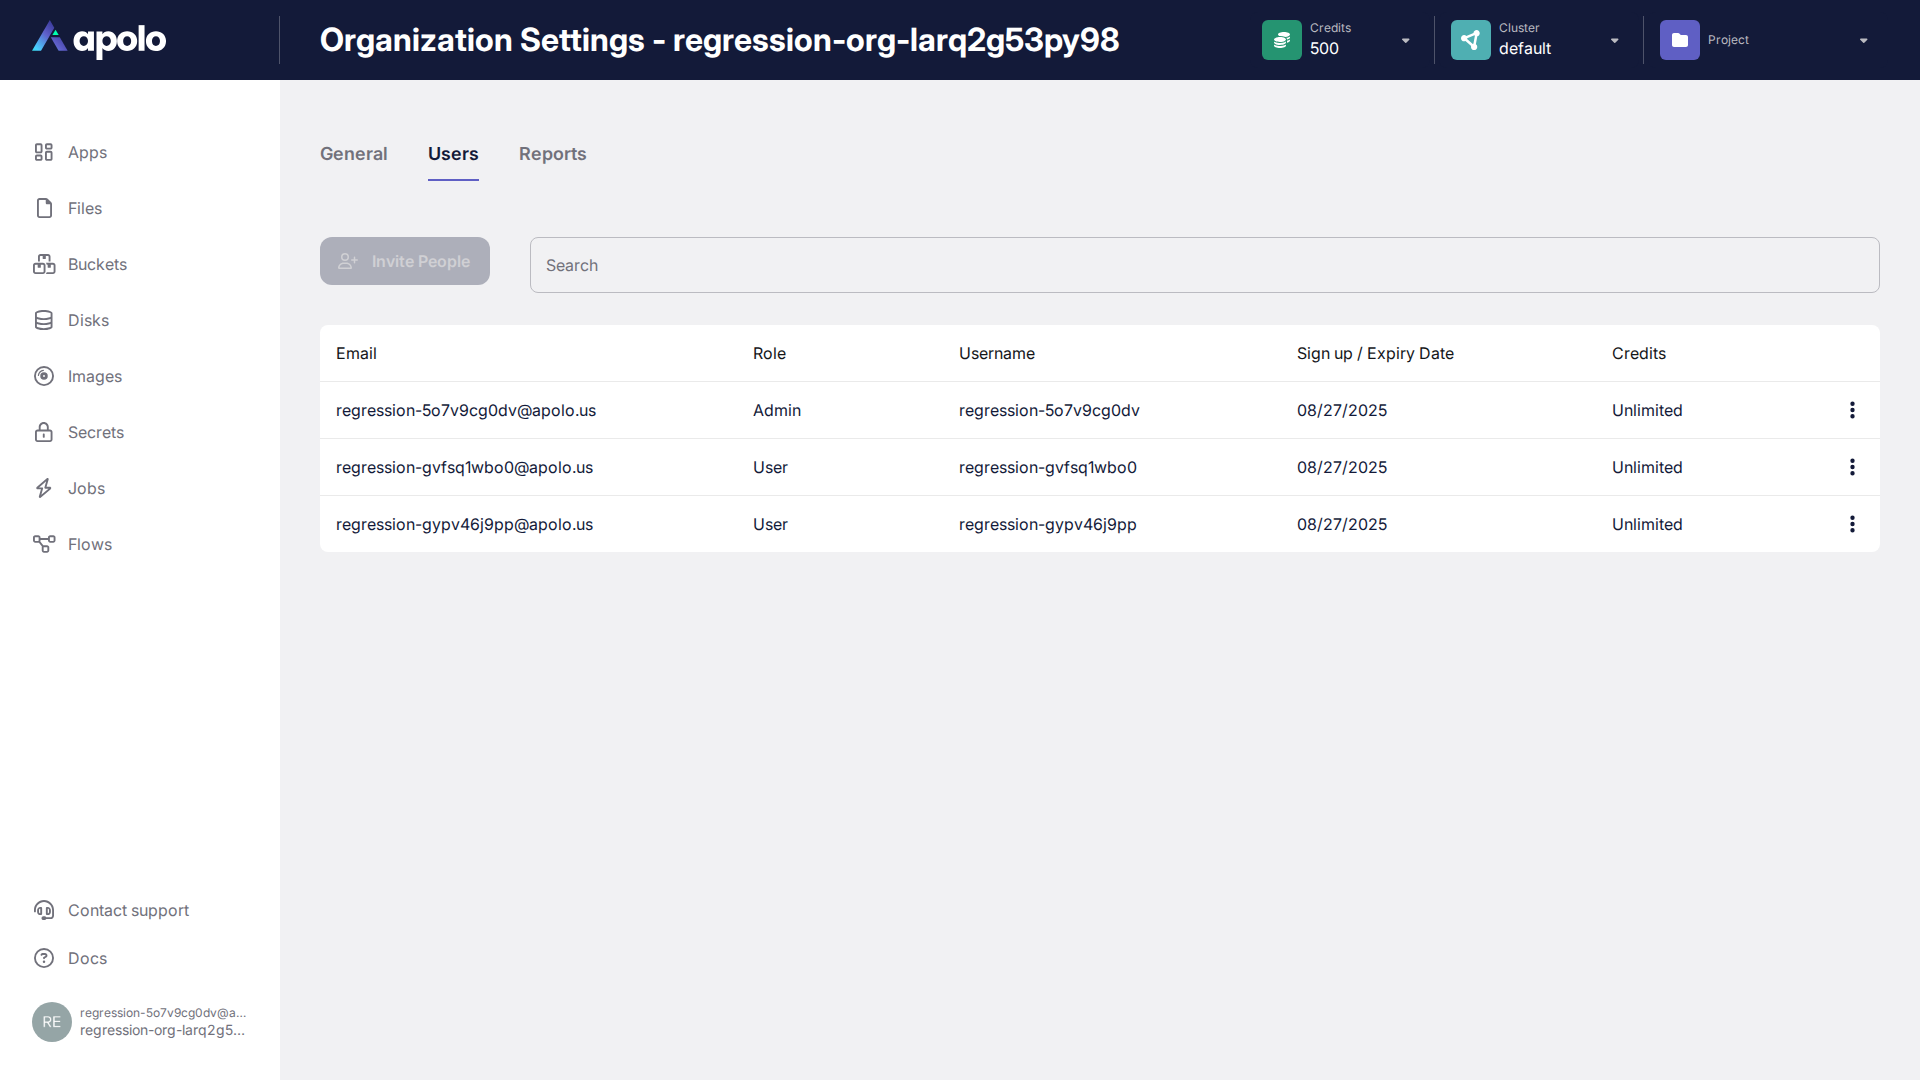 apolo
Organization Settings - regression-org-larq2g53py98
Credits
500
Cluster
default
Project
Apps
Files
Buckets
Disks
Images
Secrets
Jobs
Flows
Contact support
Docs
RE
regression-5o7v9cg0dv@a...
regression-org-larq2g5...
General Users Reports
Invite People
Search
Email Role Username Sign up / Expiry Date Credits
regression-5o7v9cg0dv@apolo.us Admin regression-5o7v9cg0dv 08/27/2025 Unlimited
regression-gvfsq1wbo0@apolo.us User regression-gvfsq1wbo0 08/27/2025 Unlimited
regression-gypv46j9pp@apolo.us User regression-gypv46j9pp 08/27/2025 Unlimited